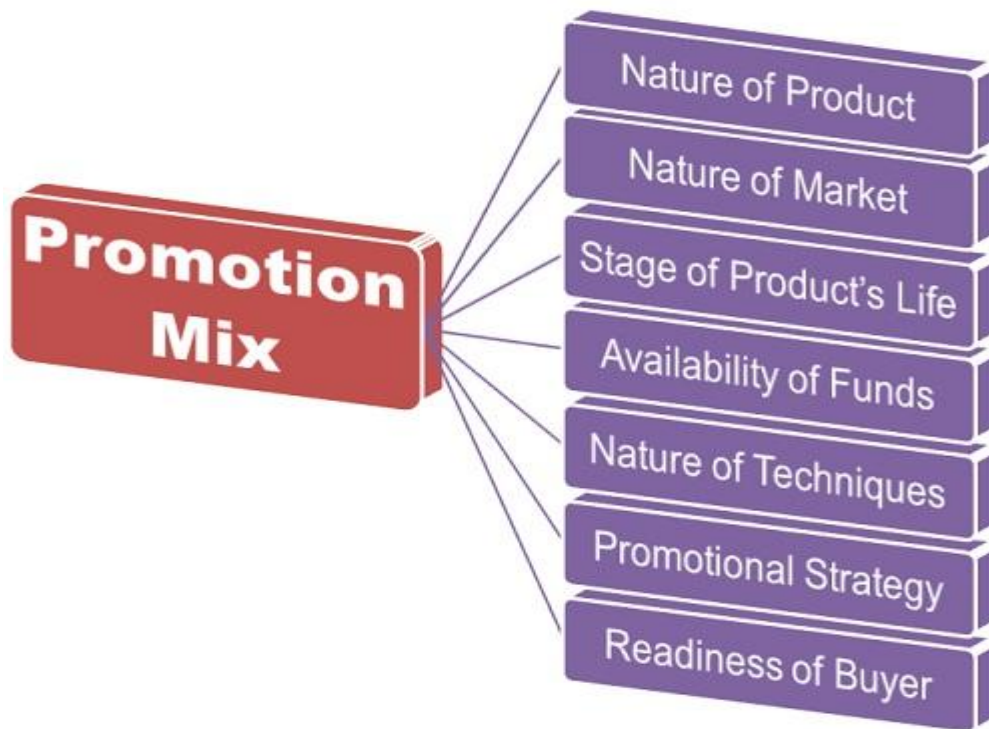 Promotion
Mix
Nature of Product
Nature of Market
Stage of Product's Life
Availability of Funds
Nature of Techniques
Promotional Strategy
Readiness of Buyer